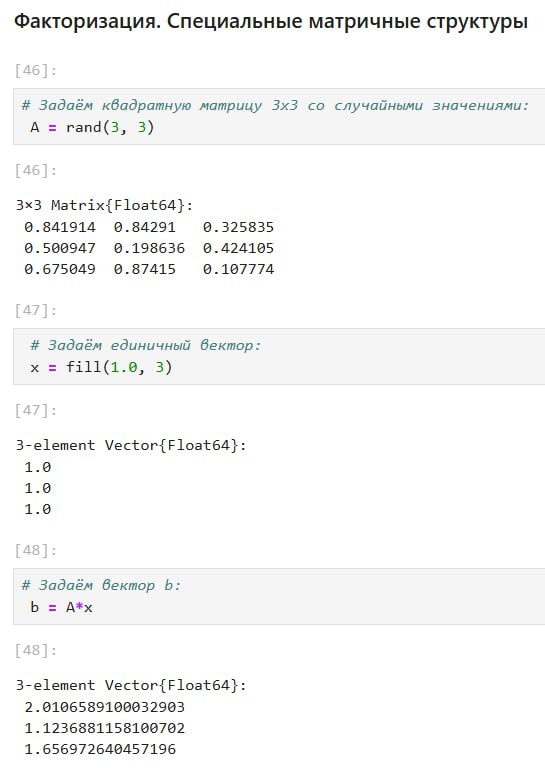 Факторизация. Специальные матричные структуры
[46]:
# Задаём квадратную матрицу 3x3 со случайными значениями:
A = rand(3, 3)
[46]:
3×3 Matrix{Float64}:
0.841914 0.84291 0.325835
0.500947 0.198636 0.424105
0.675049 0.87415 0.107774
[47]:
# Задаём единичный вектор:
x = fill(1.0, 3)
[47]:
3-element Vector{Float64}:
1.0
1.0
1.0
[48]:
# Задаём вектор b:
b = A*x
[48]:
3-element Vector{Float64}:
2.0106589100032903
1.1236881158100702
1.656972640457196